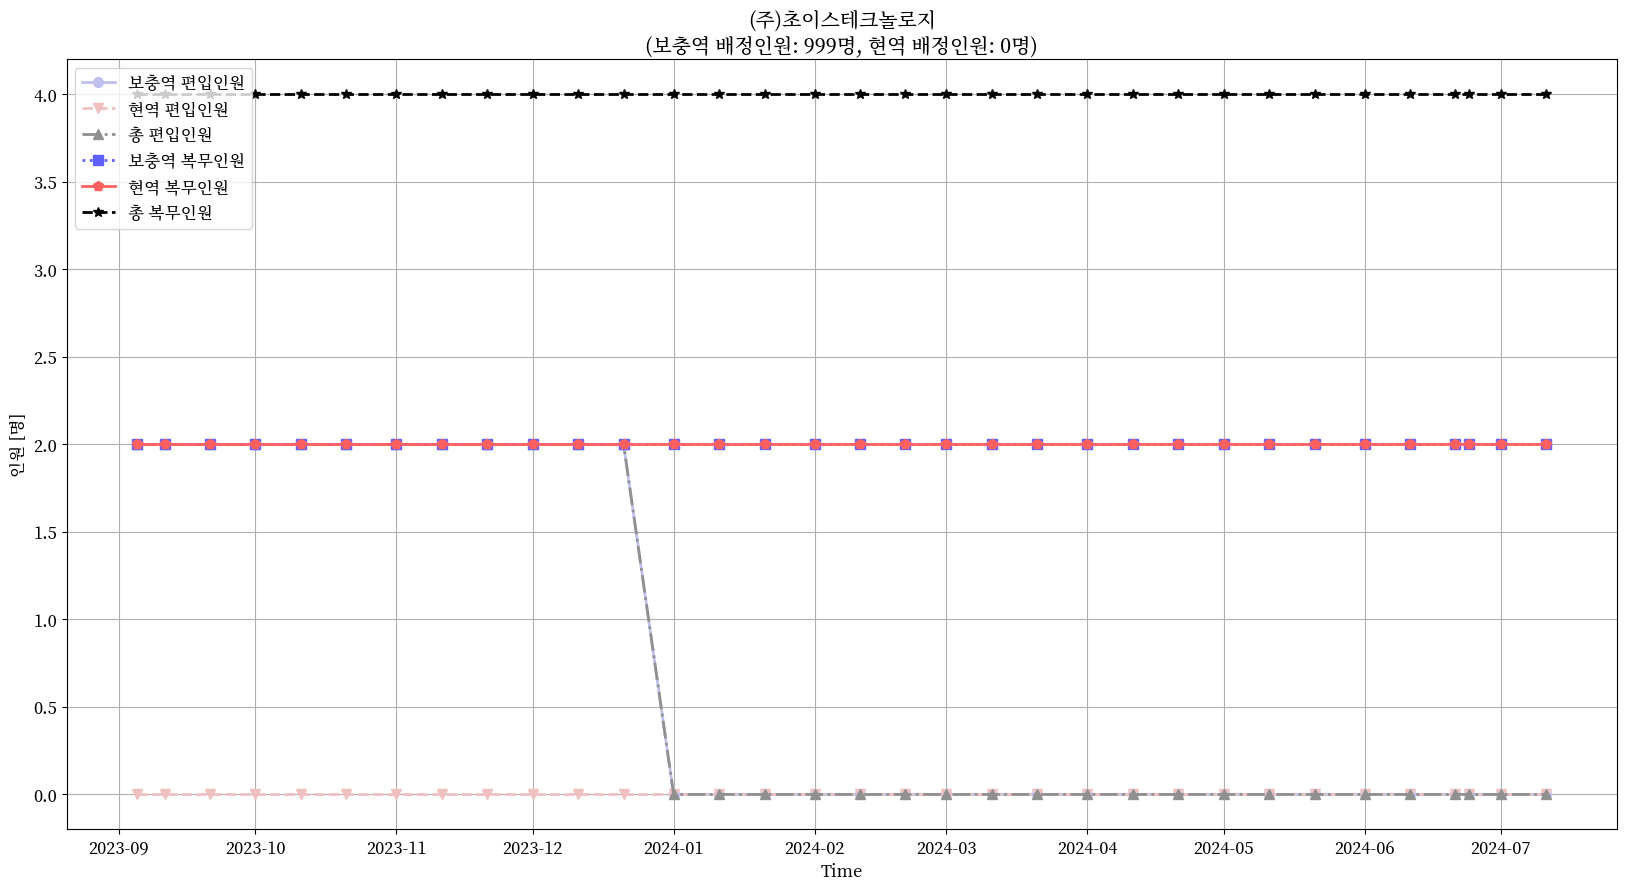 (주)초이스테크놀로지
(보충역 배정인원: 999명, 현역 배정인원: 0명)
보충역 편입인원
현역 편입인원
총 편입인원
보충역 복무인원
현역 복무인원
총 복무인원
4.0
3.5
3.0
2.5
2.0
1.5
1.0
0.5
0.0
인원 [명]
2023-09 2023-10 2023-11 2023-12 2024-01 2024-02 2024-03 2024-04 2024-05 2024-06 2024-07
Time